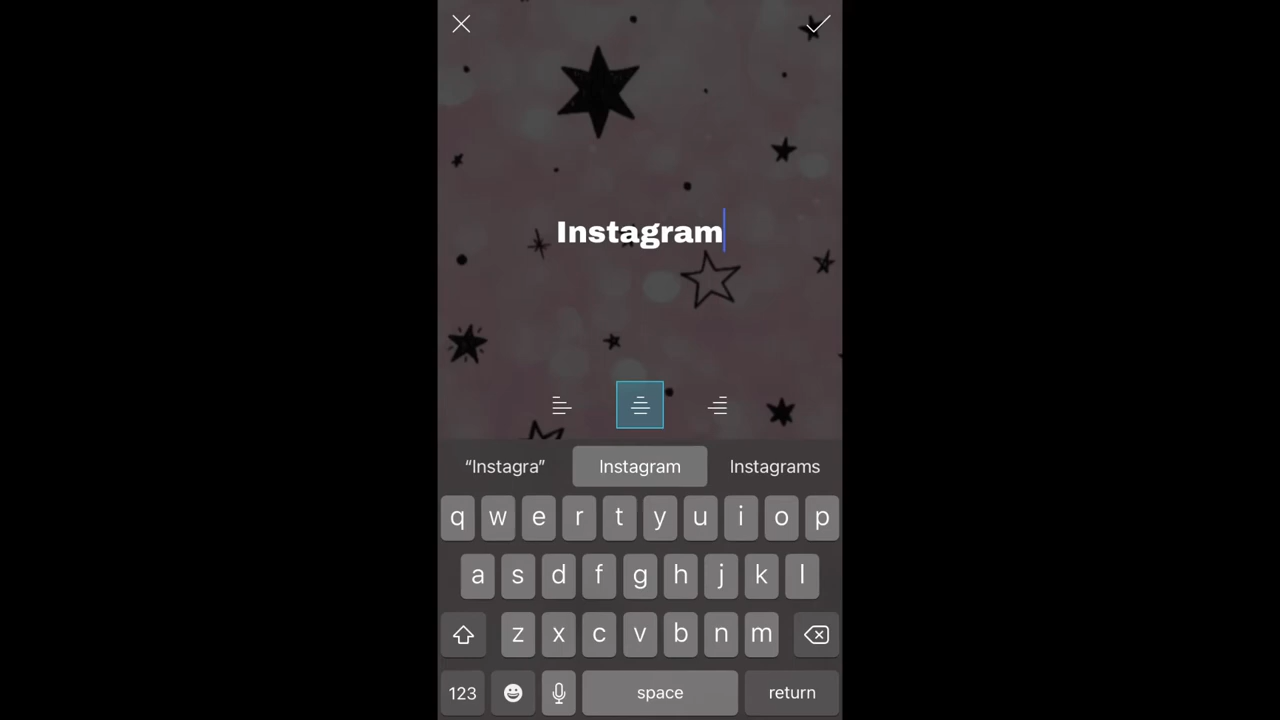 Instagram
“Instagra” Instagram Instagrams
q w e r t y u i o p
a s d f g h j k l
z x c v b n m
123 space return